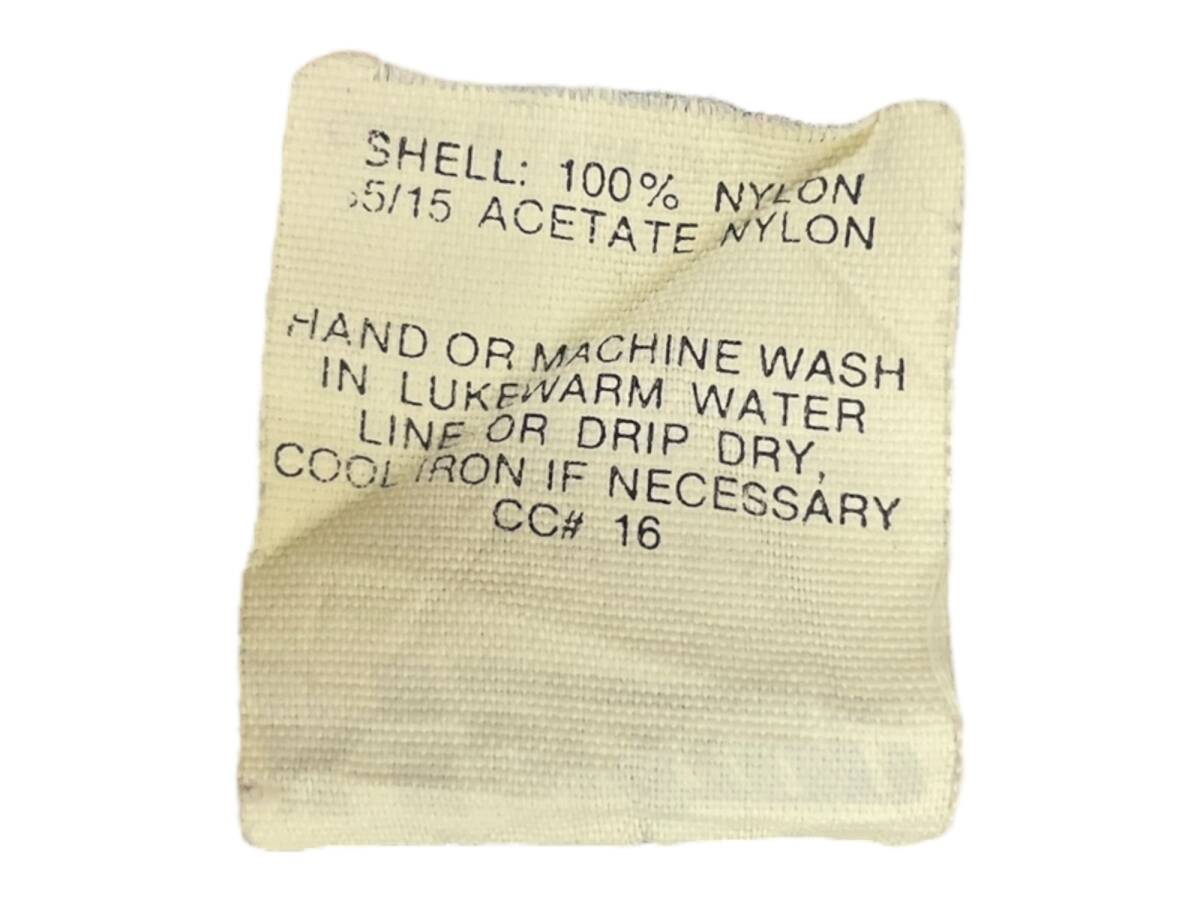 SHELL: 100% NYLON
ACETATE NYLON
HAND OR MACHINE WASH
IN LUKEWARM WATER
LINE OR DRIP DRY,
COOL IRON IF NECESSARY
CC# 16